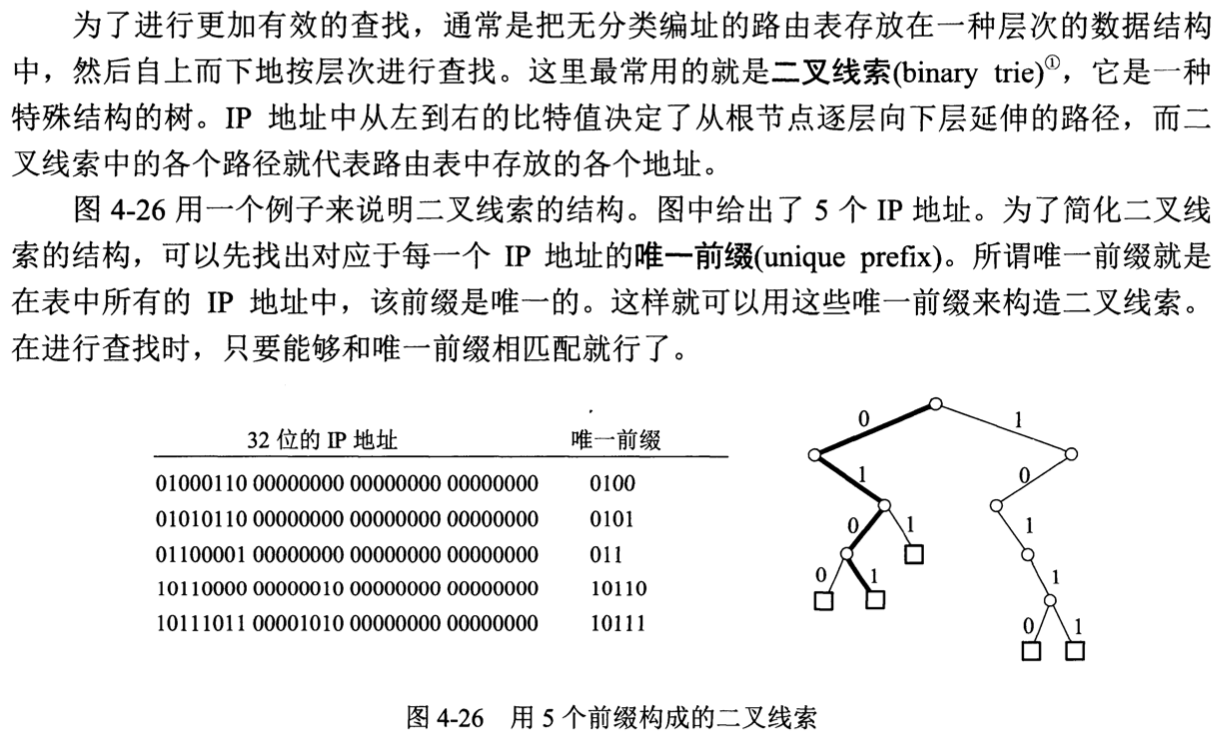 为了进行更加有效的查找，通常是把无分类编址的路由表存放在一种层次的数据结构
中，然后自上而下地按层次进行查找。这里最常用的就是二叉线索(binary trie)①，它是一种
特殊结构的树。IP 地址中从左到右的比特值决定了从根节点逐层向下层延伸的路径，而二
叉线索中的各个路径就代表路由表中存放的各个地址。
图 4-26 用一个例子来说明二叉线索的结构。图中给出了 5 个 IP 地址。为了简化二叉线
索的结构，可以先找出对应于每一个 IP 地址的唯一前缀(unique prefix)。所谓唯一前缀就是
在表中所有的 IP 地址中，该前缀是唯一的。这样就可以用这些唯一前缀来构造二叉线索。
在进行查找时，只要能够和唯一前缀相匹配就行了。
32 位的 IP 地址 唯一前缀
01000110 00000000 00000000 00000000 0100
01010110 00000000 00000000 00000000 0101
01100001 00000000 00000000 00000000 011
10110000 00000010 00000000 00000000 10110
10111011 00001010 00000000 00000000 10111
0 1
1 0
0 1 1
0 1 1
0 1
图 4-26 用 5 个前缀构成的二叉线索